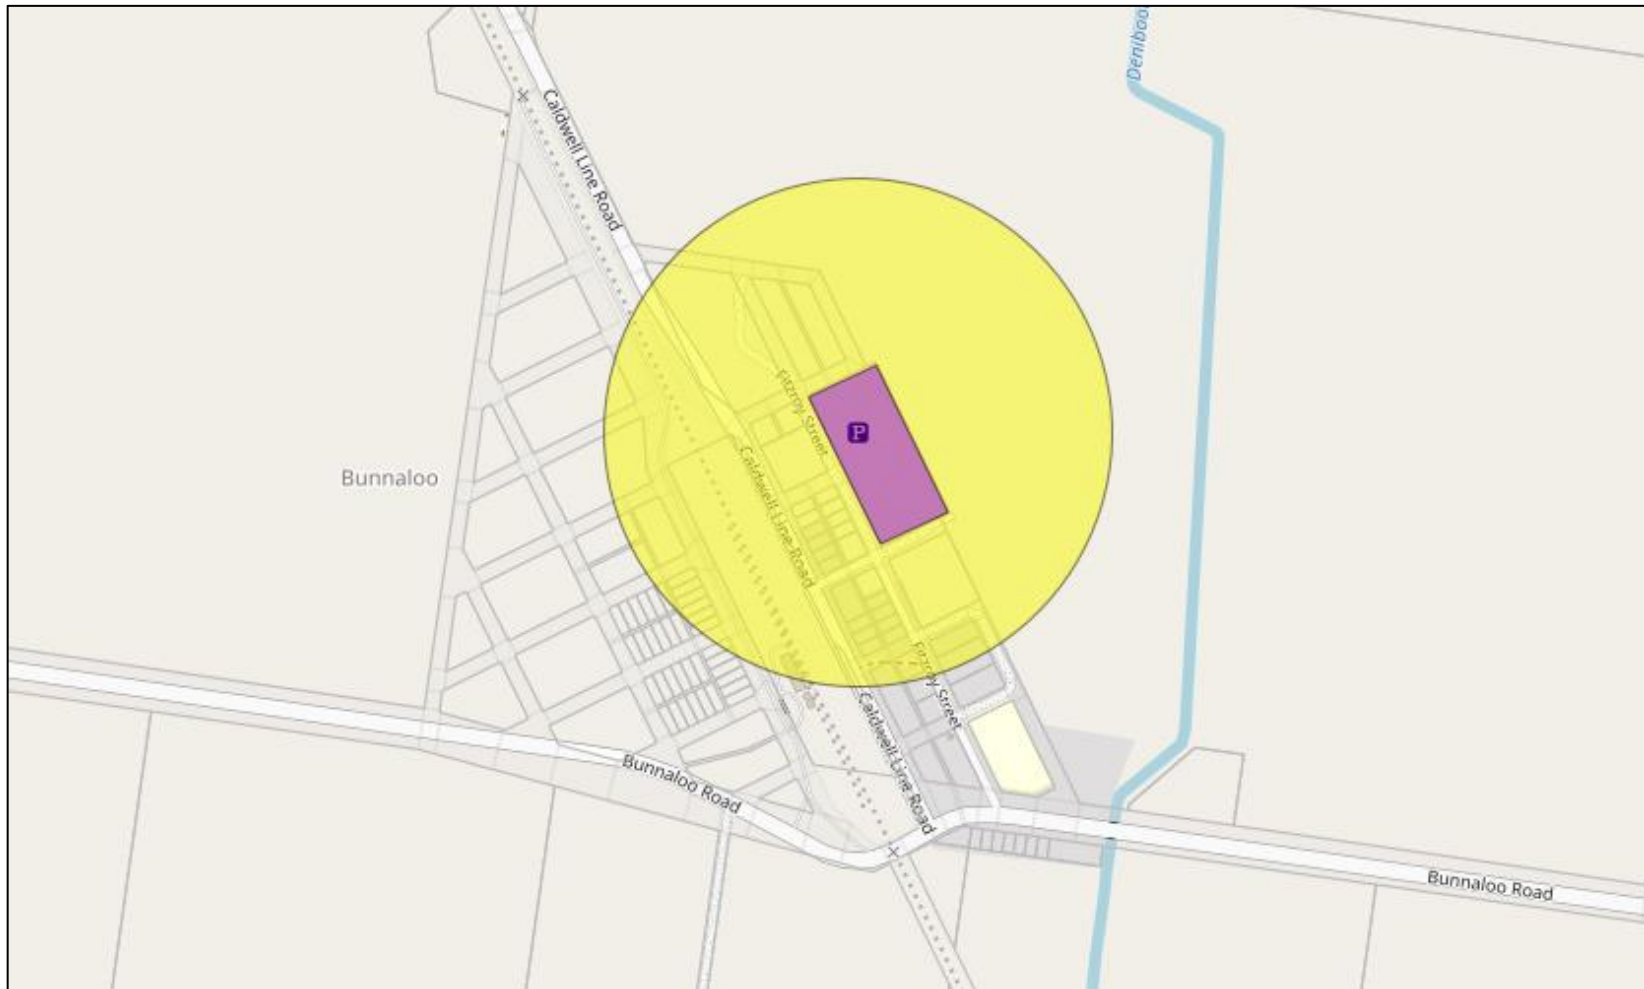 Deniboo
Caldwell Line Road
Fitzroy Street
P
Caldwell Line Road
Bunnaloo
Fitzroy Street
Caldwell Line Road
Bunnaloo Road
Bunnaloo Road